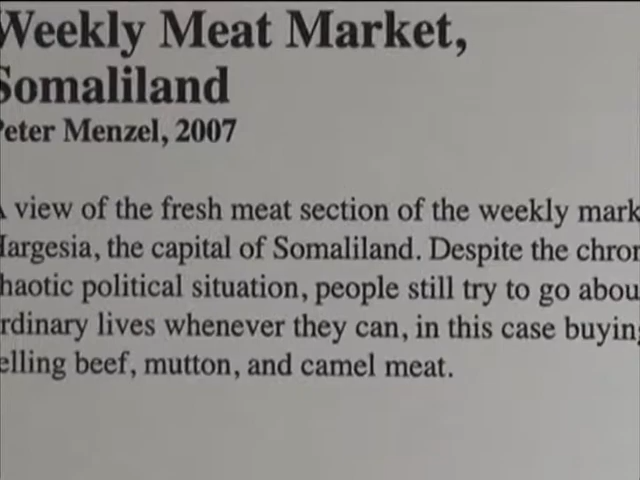 Weekly Meat Market,
Somaliland
Peter Menzel, 2007
A view of the fresh meat section of the weekly mark
Hargesia, the capital of Somaliland. Despite the chron
haotic political situation, people still try to go abou
rdinary lives whenever they can, in this case buying
elling beef, mutton, and camel meat.